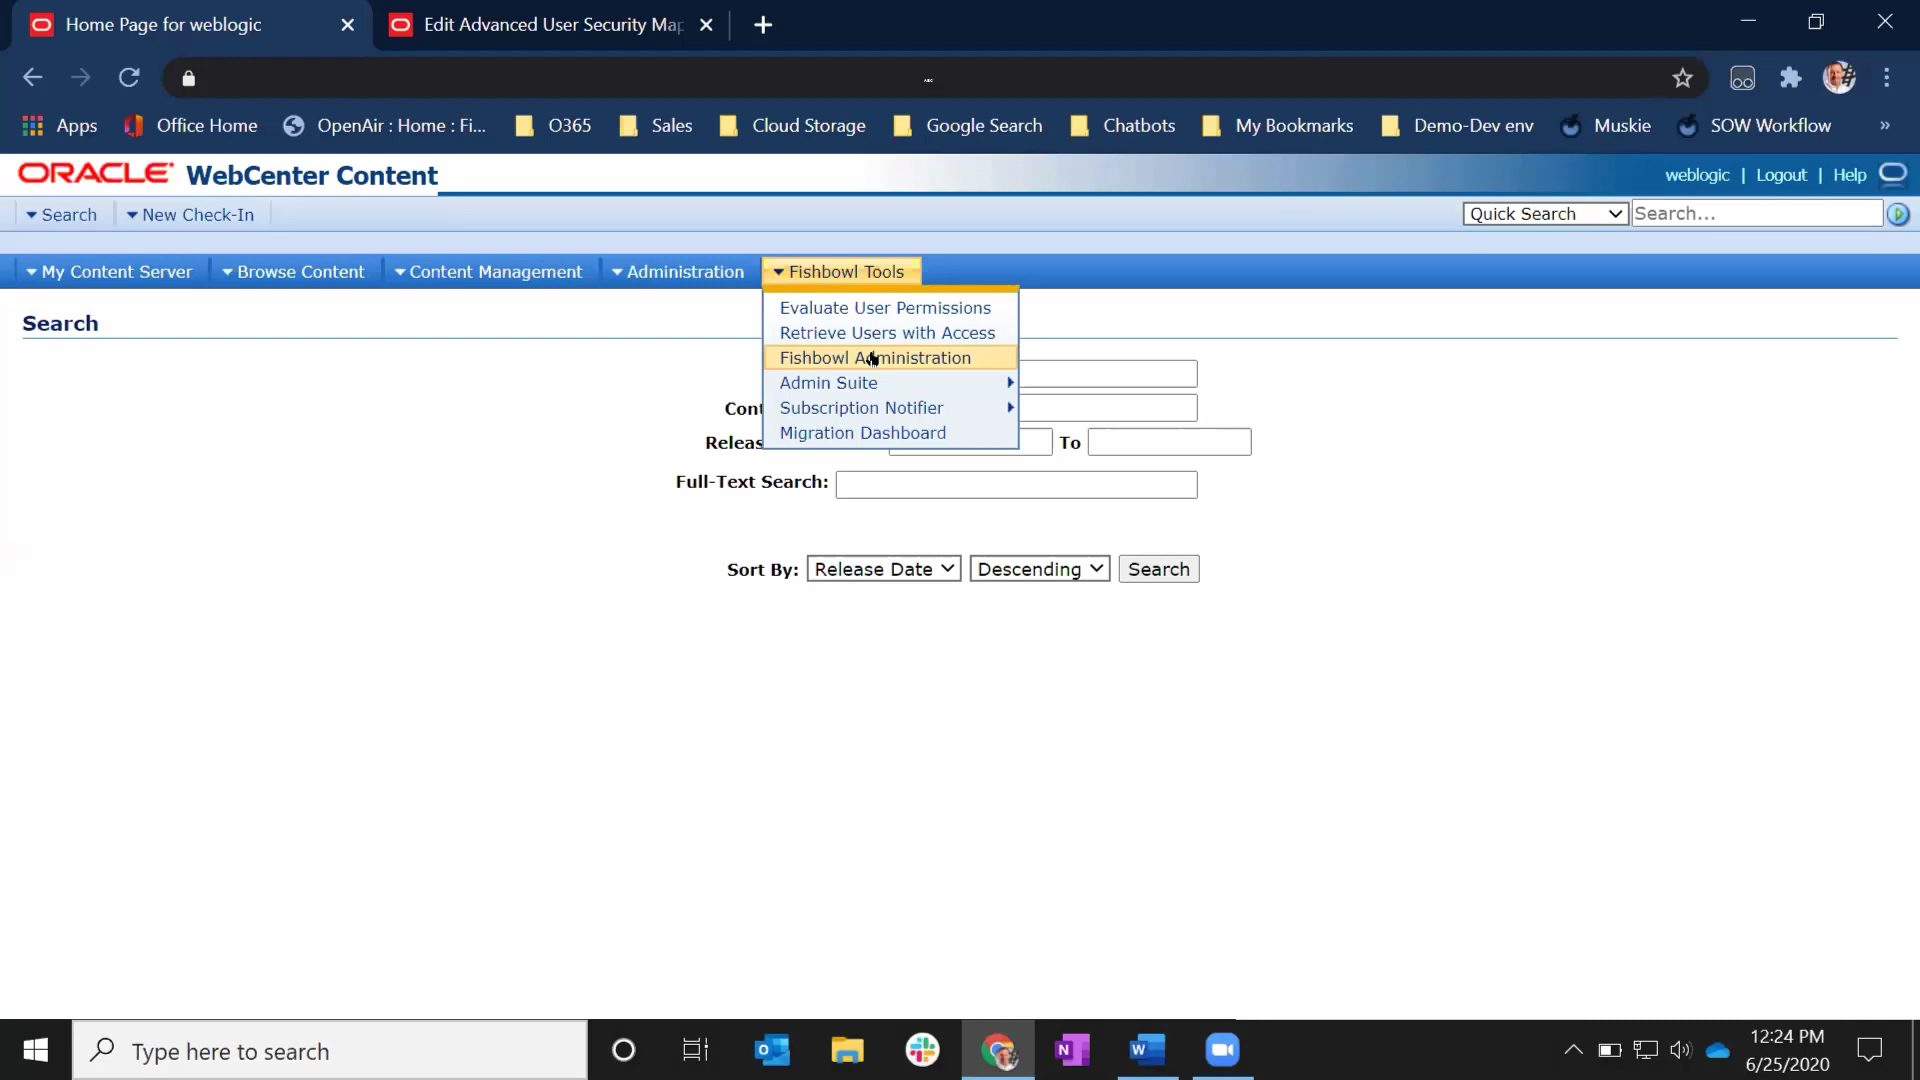 Home Page for weblogic
Edit Advanced User Security Map
Apps Office Home OpenAir : Home : Fi... O365 Sales Cloud Storage Google Search Chatbots My Bookmarks Demo-Dev env Muskie SOW Workflow »
ORACLE WebCenter Content
weblogic | Logout | Help
Search New Check-In
Quick Search Search...
My Content Server Browse Content Content Management Administration Fishbowl Tools
Evaluate User Permissions
Retrieve Users with Access
Fishbowl Administration
Admin Suite
Subscription Notifier
Migration Dashboard
Search
Cont
Releas
To
Full-Text Search:
Sort By: Release Date Descending Search
Type here to search
12:24 PM
6/25/2020